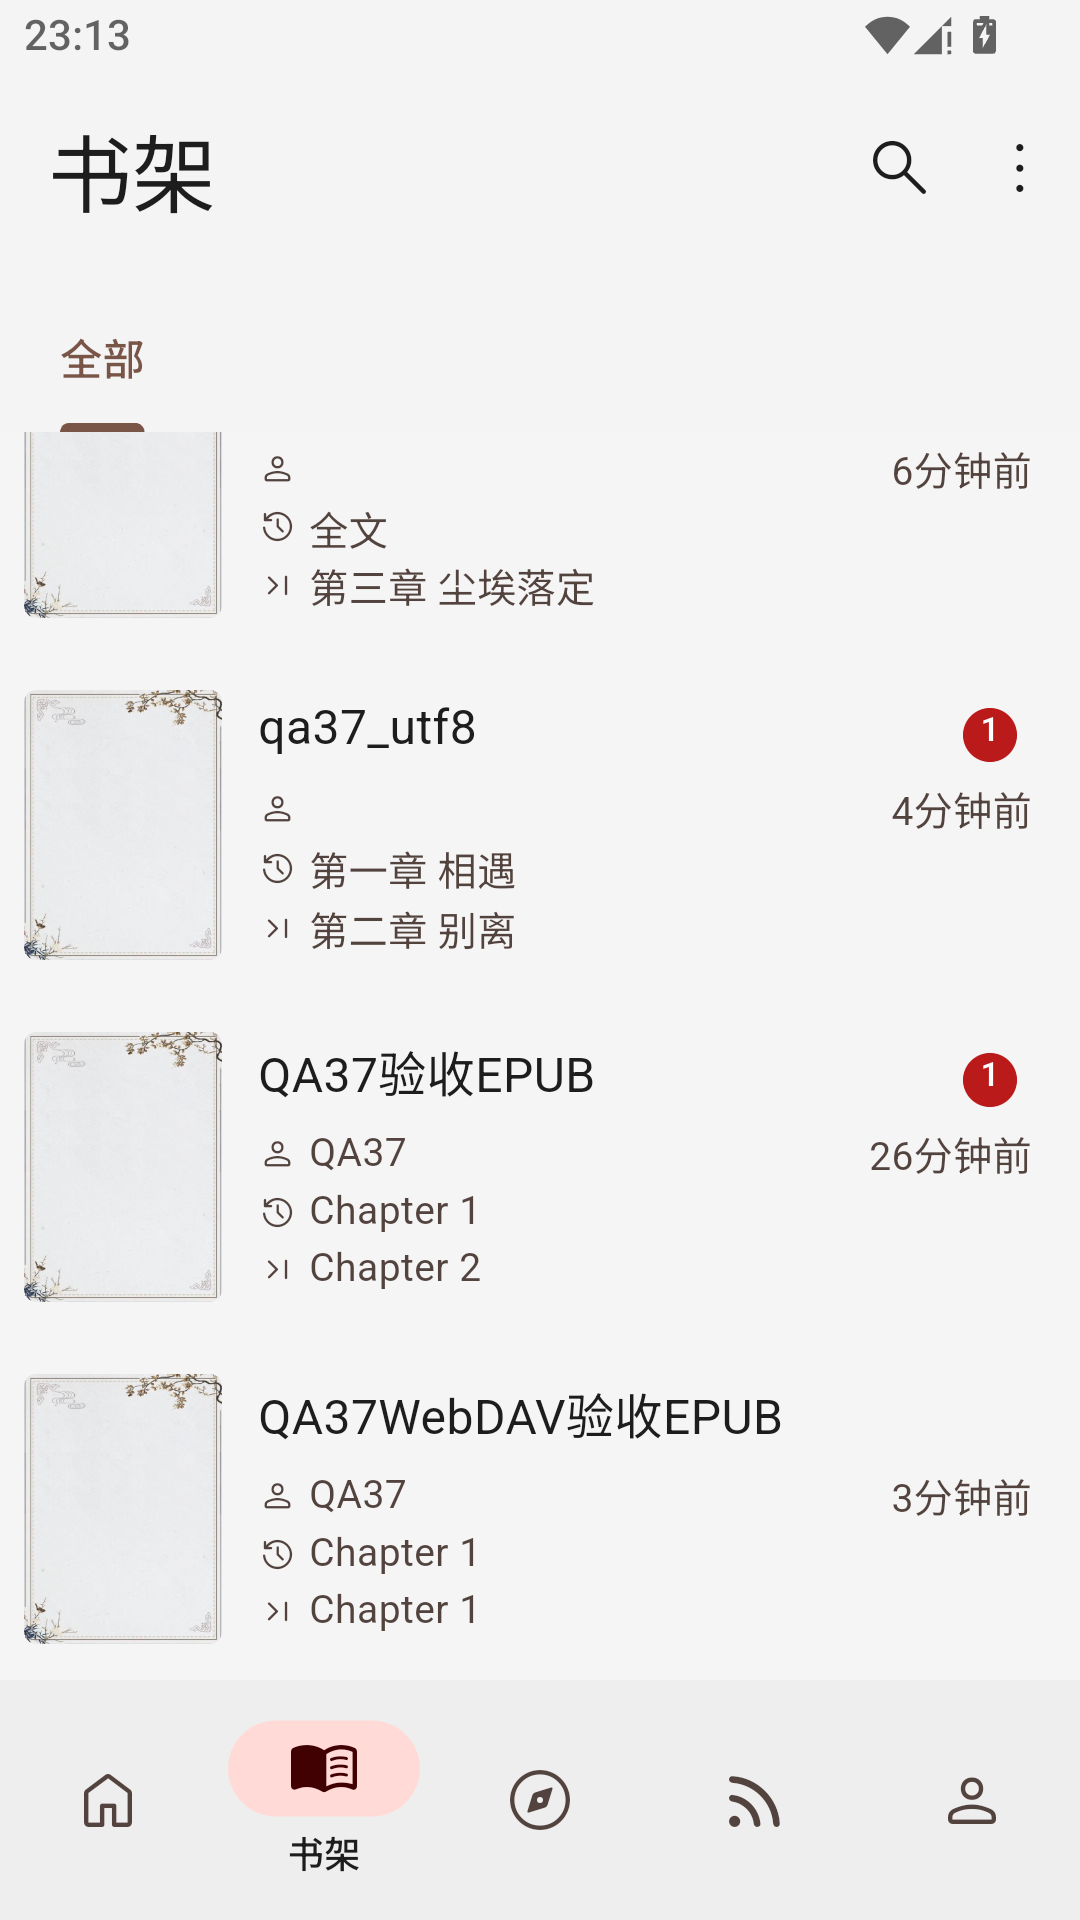 23:13
书架
全部
6分钟前
全文
第三章 尘埃落定
qa37_utf8
1
4分钟前
第一章 相遇
第二章 别离
QA37验收EPUB
1
QA37
26分钟前
Chapter 1
Chapter 2
QA37WebDAV验收EPUB
QA37
3分钟前
Chapter 1
Chapter 1
书架